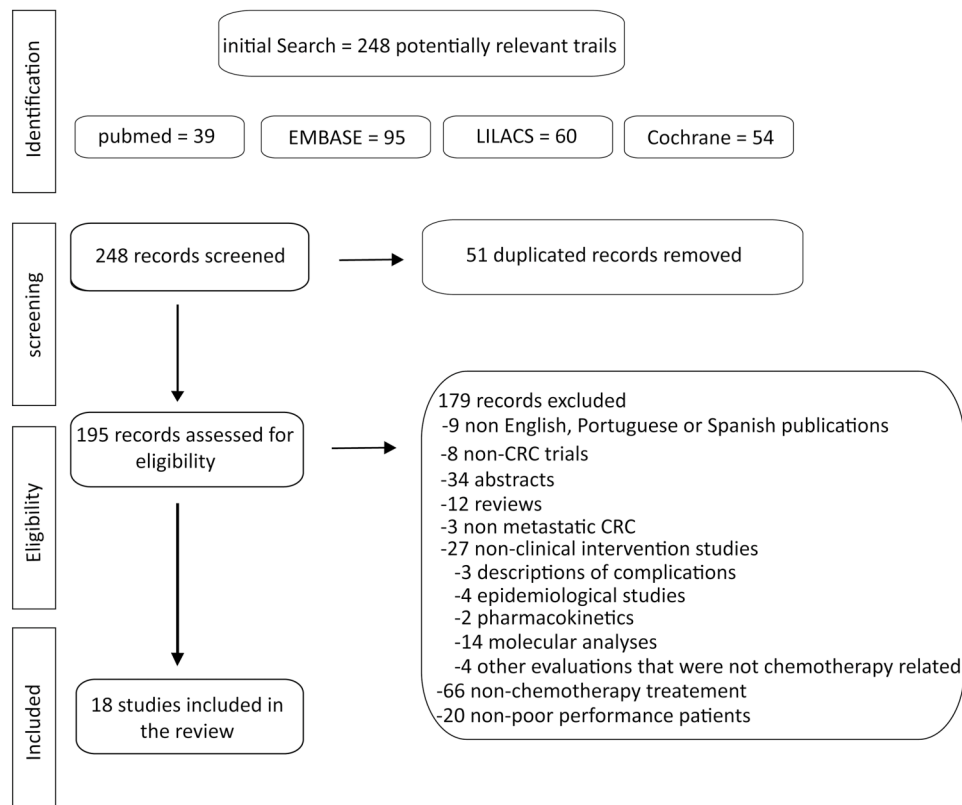 Identification
initial Search = 248 potentially relevant trails
pubmed = 39
EMBASE = 95
LILACS = 60
Cochrane = 54
screening
248 records screened
51 duplicated records removed
Eligibility
195 records assessed for
eligibility
179 records excluded
-9 non English, Portuguese or Spanish publications
-8 non-CRC trials
-34 abstracts
-12 reviews
-3 non metastatic CRC
-27 non-clinical intervention studies
-3 descriptions of complications
-4 epidemiological studies
-2 pharmacokinetics
-14 molecular analyses
-4 other evaluations that were not chemotherapy related
-66 non-chemotherapy treatement
-20 non-poor performance patients
Included
18 studies included in
the review